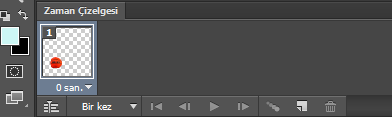 Zaman Çizelgesi
1
0 san.
Bir kez